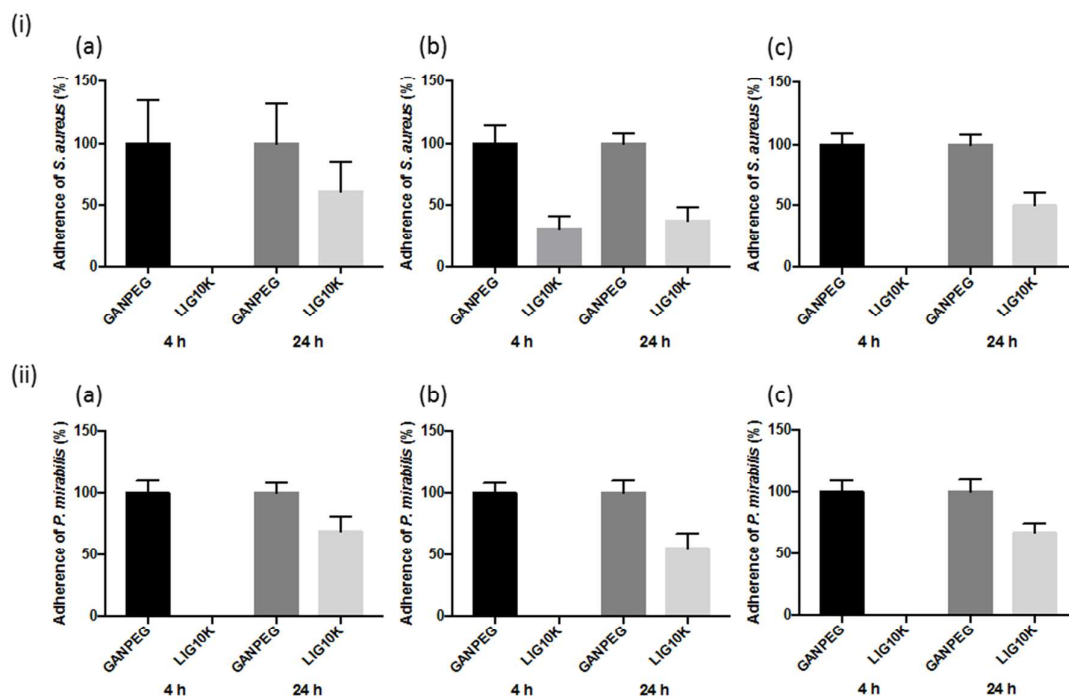 (i)
(a)
Adherence of S. aureus (%)
150
100
50
0
GANPEG
LIG10K
GANPEG
LIG10K
4 h
24 h
(b)
Adherence of S. aureus (%)
150
100
50
0
GANPEG
LIG10K
GANPEG
LIG10K
4 h
24 h
(c)
Adherence of S. aureus (%)
150
100
50
0
GANPEG
LIG10K
GANPEG
LIG10K
4 h
24 h
(ii)
(a)
Adherence of P. mirabilis (%)
150
100
50
0
GANPEG
LIG10K
GANPEG
LIG10K
4 h
24 h
(b)
Adherence of P. mirabilis (%)
150
100
50
0
GANPEG
LIG10K
GANPEG
LIG10K
4 h
24 h
(c)
Adherence of P. mirabilis (%)
150
100
50
0
GANPEG
LIG10K
GANPEG
LIG10K
4 h
24 h